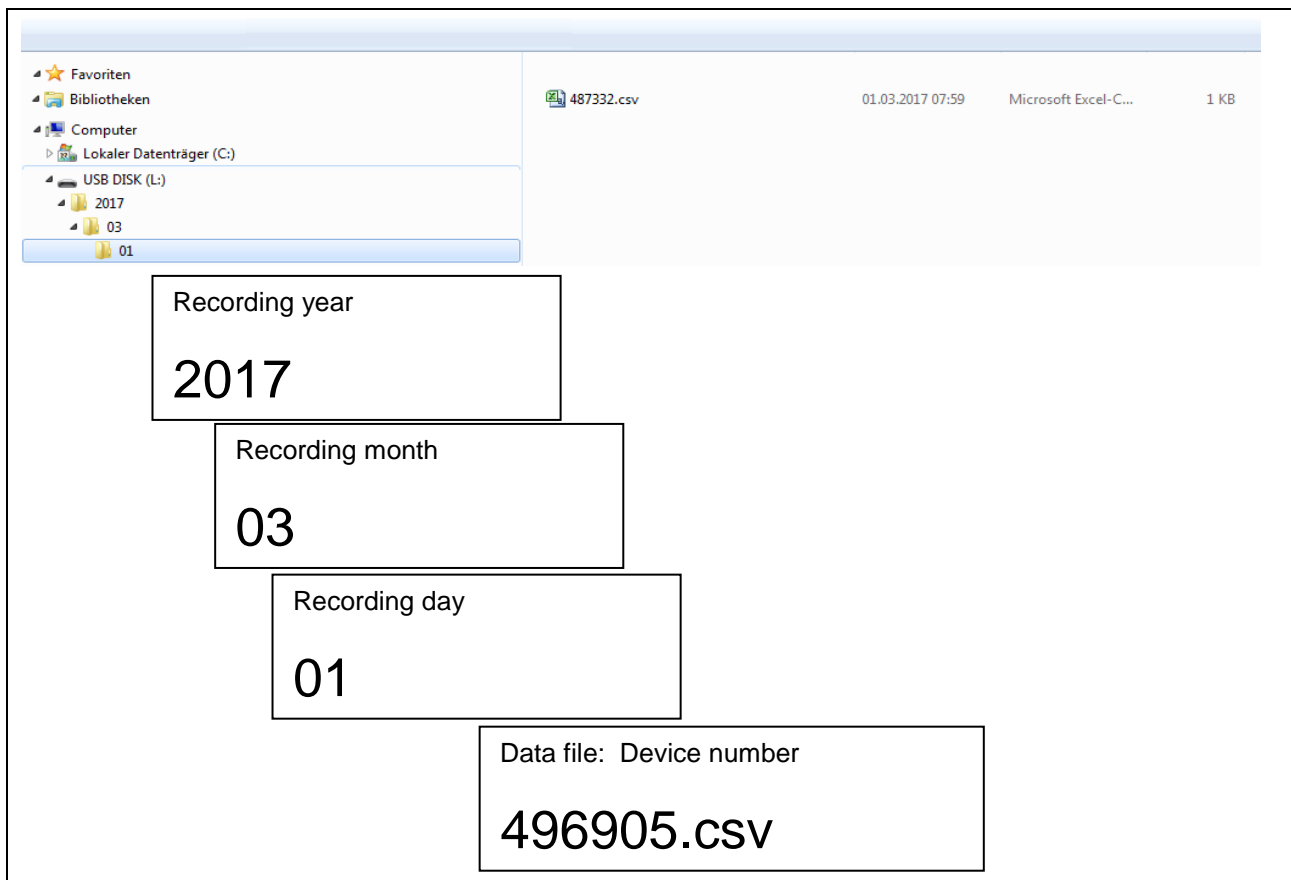 Favoriten
Bibliotheken
487332.csv 01.03.2017 07:59 Microsoft Excel-C... 1 KB
Computer
Lokaler Datenträger (C:)
USB DISK (L:)
2017
03
01
Recording year
2017
Recording month
03
Recording day
01
Data file: Device number
496905.csv